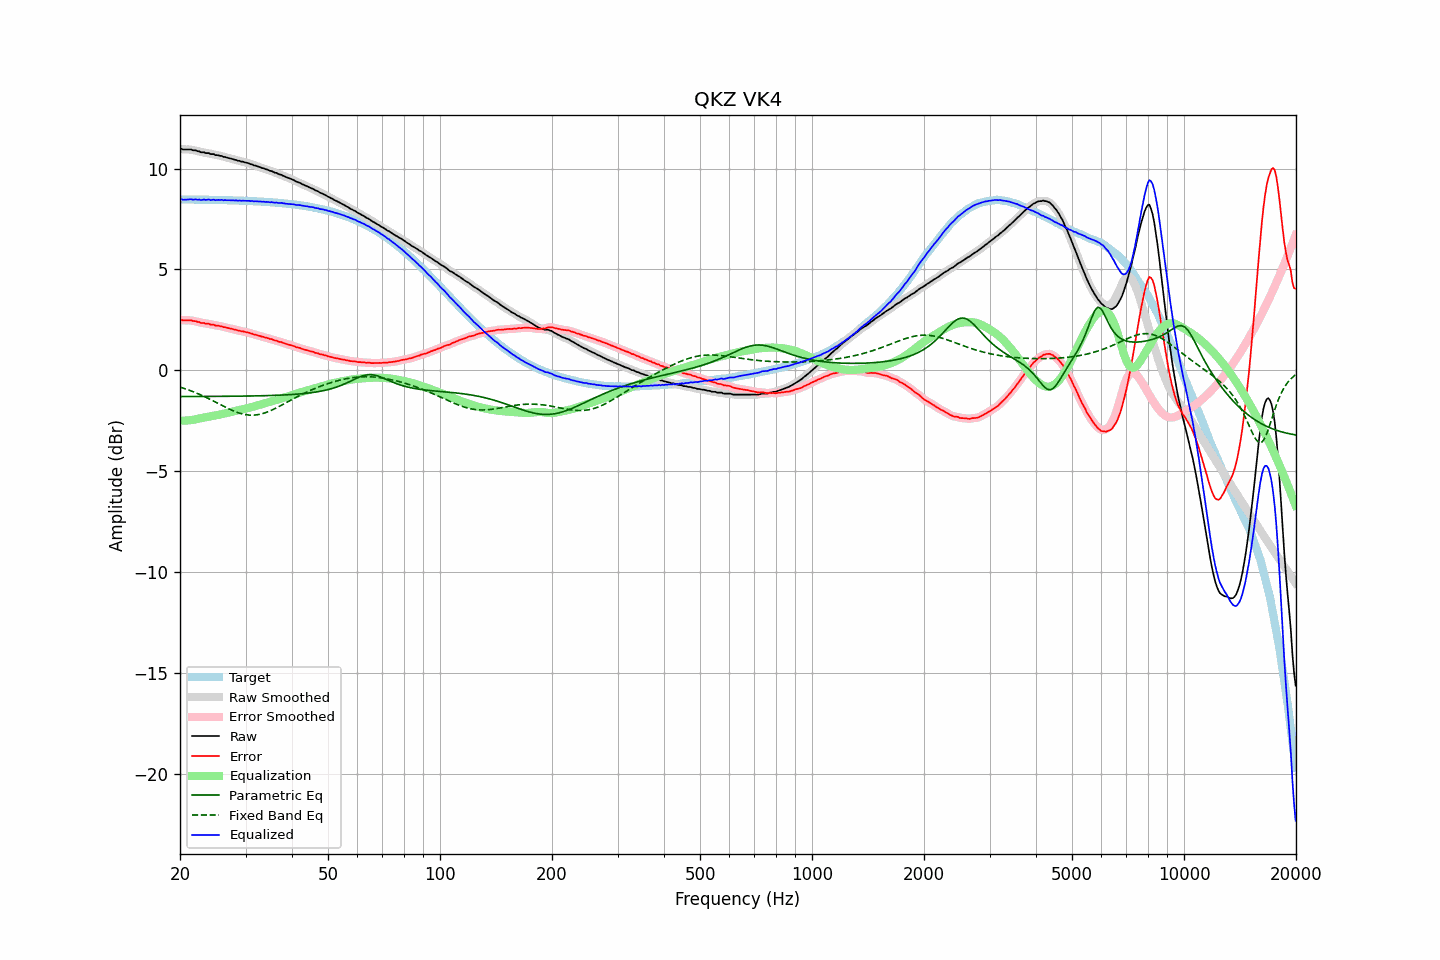 QKZ VK4
10
5
0
−5
−10
−15
−20
Amplitude (dBr)
Target
Raw Smoothed
Error Smoothed
Raw
Error
Equalization
Parametric Eq
Fixed Band Eq
Equalized
20 50 100 200 500 1000 2000 5000 10000 20000
Frequency (Hz)